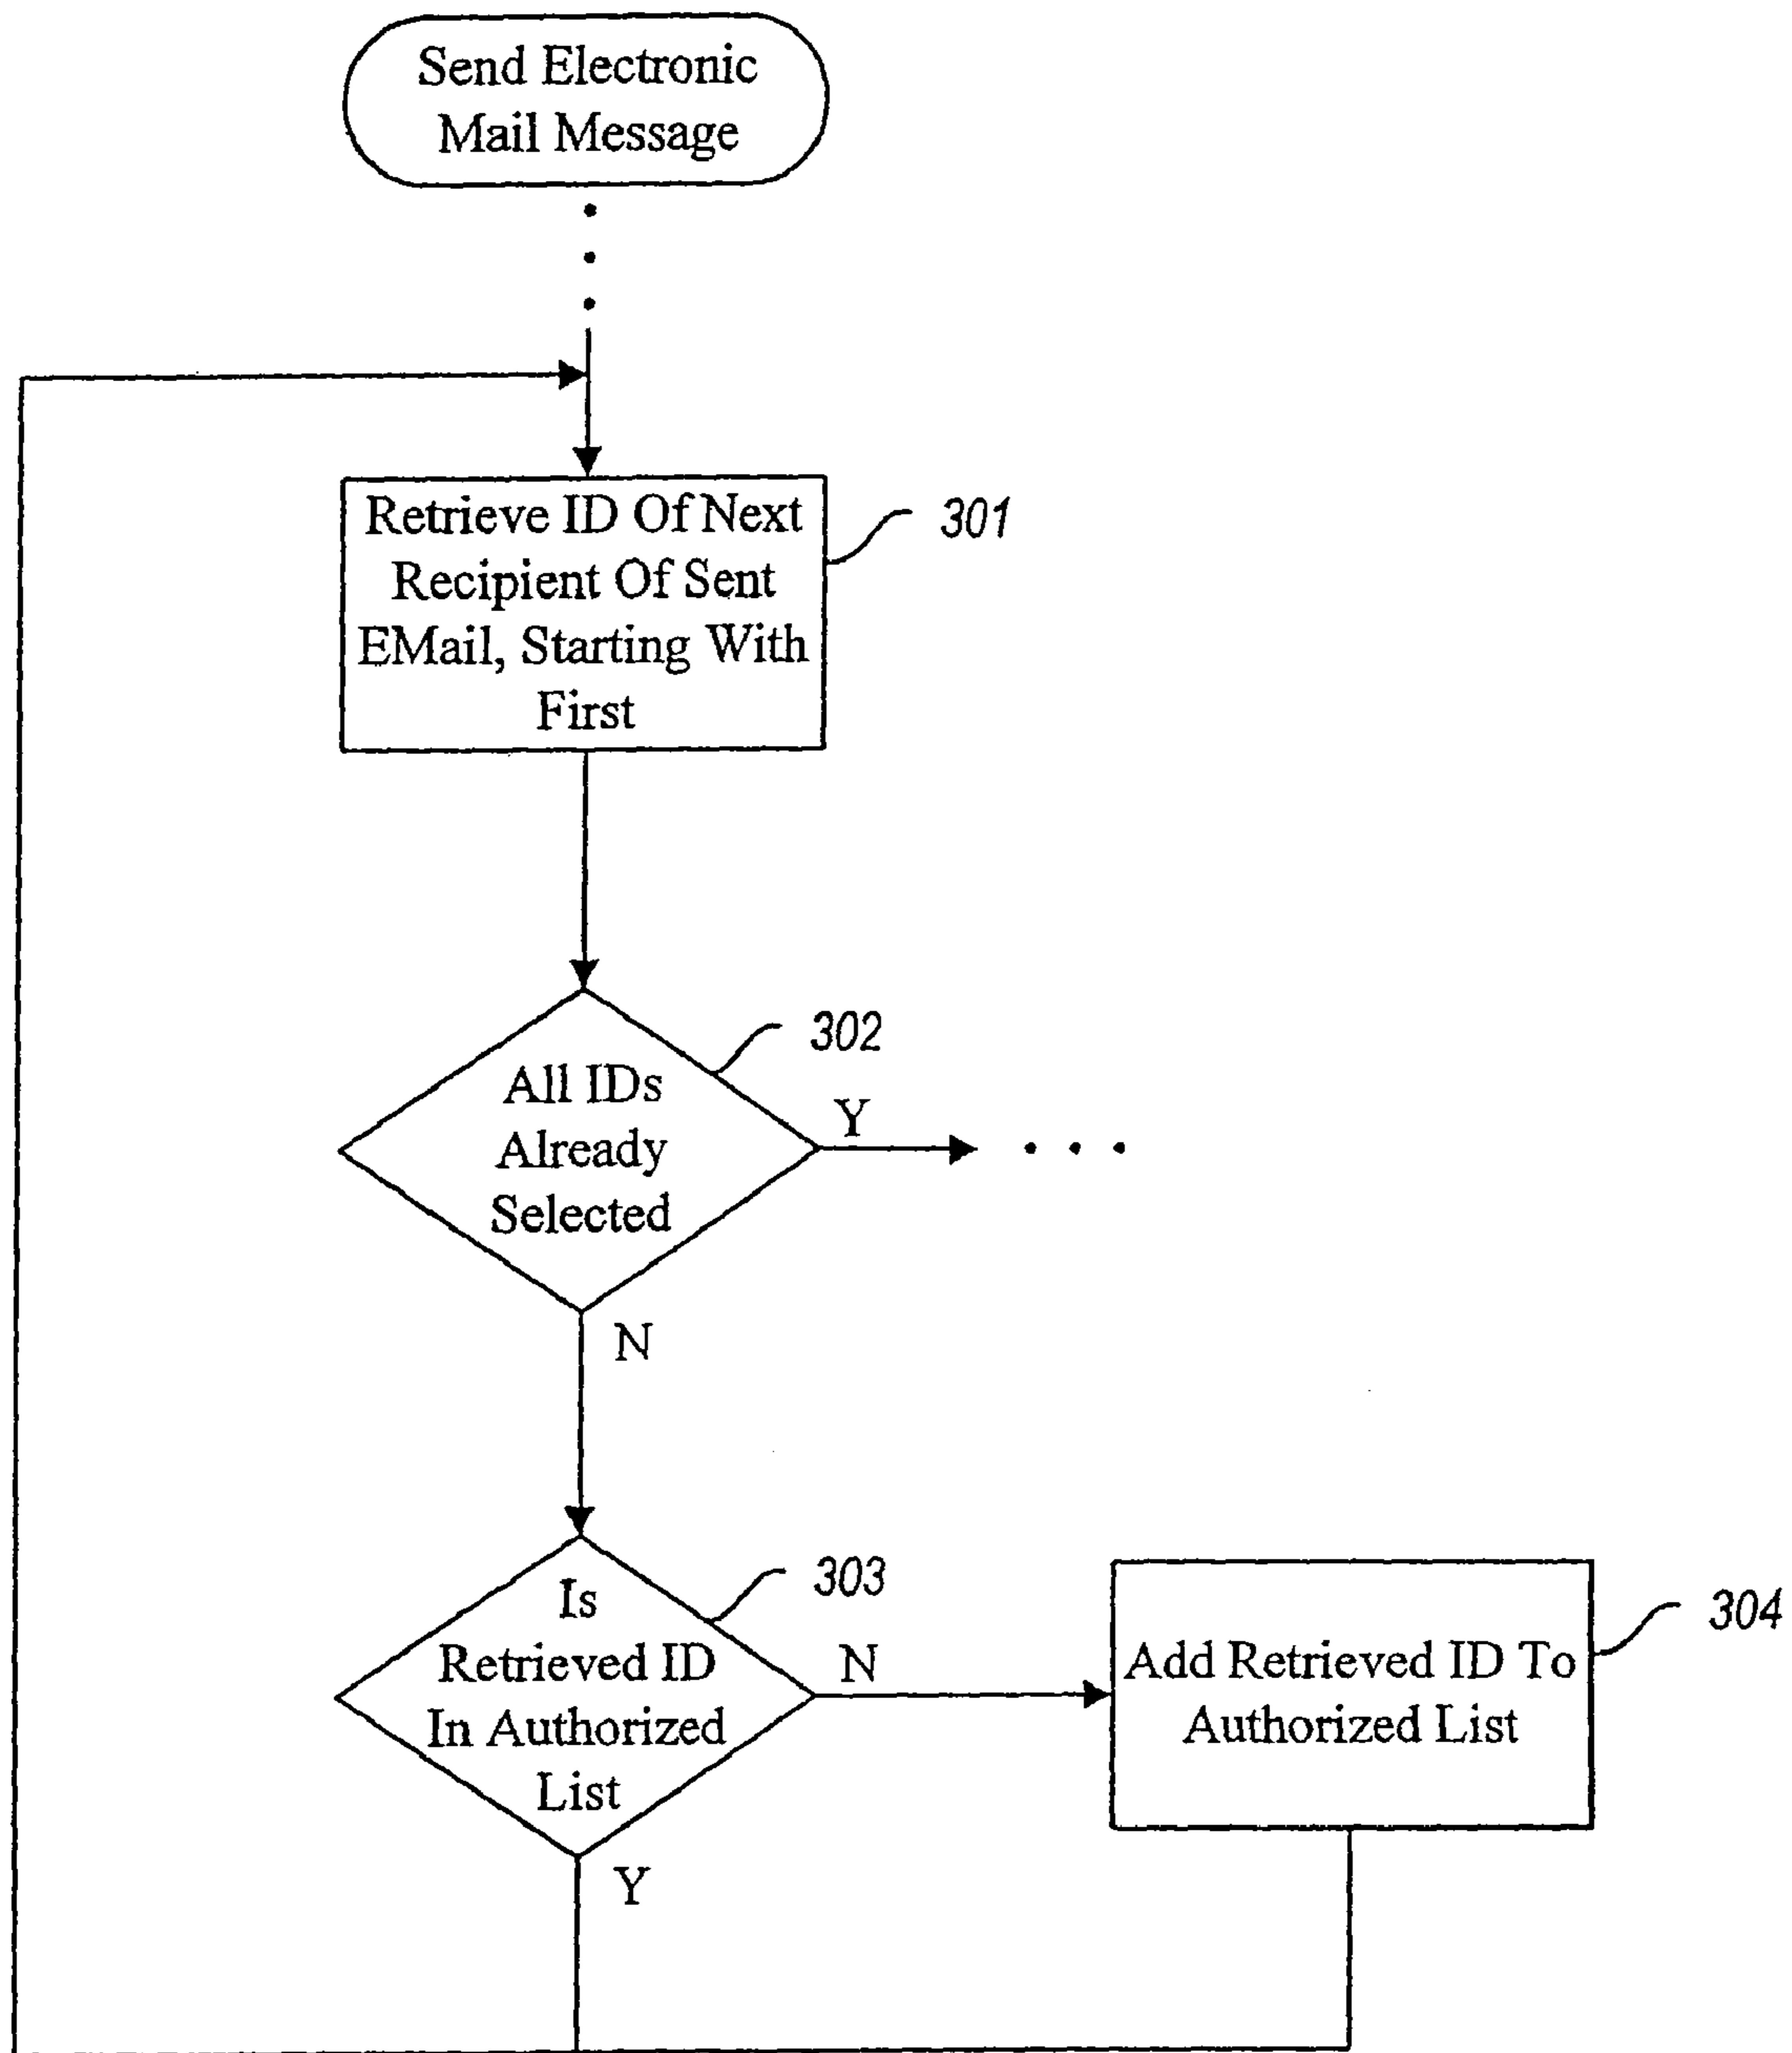 Send Electronic
Mail Message
Retrieve ID Of Next
Recipient Of Sent
EMail, Starting With
First
301
All IDs
Already
Selected
302
Y
N
Is
Retrieved ID
In Authorized
List
303
N
Y
Add Retrieved ID To
Authorized List
304